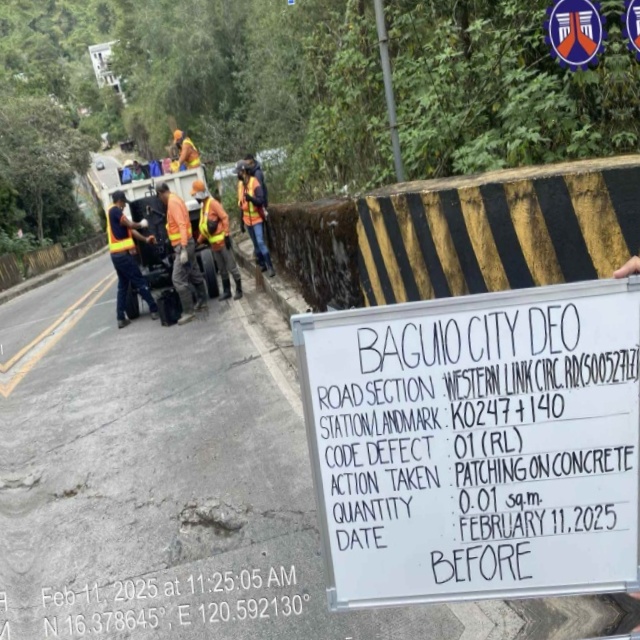 BAGUIO CITY DEO
ROAD SECTION : WESTERN LINK CIRC. RD(S00527LZ
STATION/LANDMARK : K0247+140
CODE DEFECT : 01 (RL)
ACTION TAKEN : PATCHING ON CONCRETE
QUANTITY : 0.01 sq.m.
DATE : FEBRUARY 11, 2025
BEFORE
Feb 11, 2025 at 11:25:05 AM
N 16.378645°, E 120.592130°